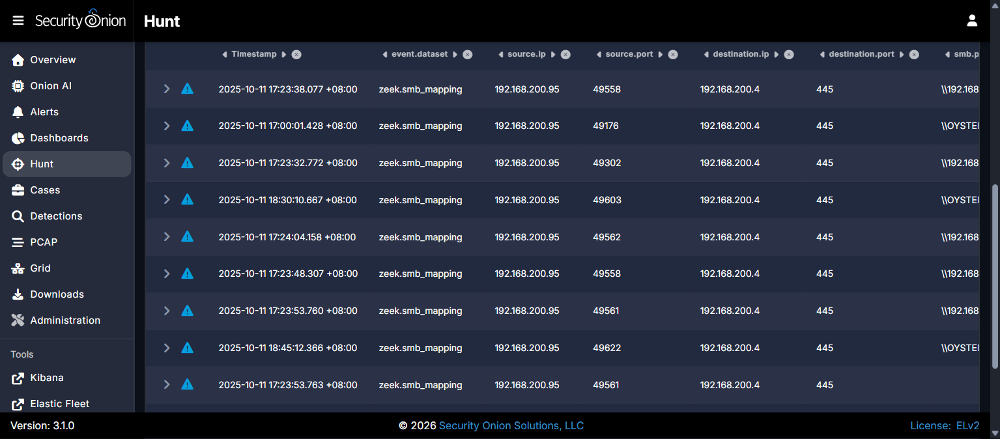 Security Onion Hunt
Overview
Onion AI
Alerts
Dashboards
Hunt
Cases
Detections
PCAP
Grid
Downloads
Administration
Tools
Kibana
Elastic Fleet
Timestamp event.dataset source.ip source.port destination.ip destination.port smb.p
2025-10-11 17:23:38.077 +08:00 zeek.smb_mapping 192.168.200.95 49558 192.168.200.4 445 \\192.168
2025-10-11 17:00:01.428 +08:00 zeek.smb_mapping 192.168.200.95 49176 192.168.200.4 445 \\OYSTE
2025-10-11 17:23:32.772 +08:00 zeek.smb_mapping 192.168.200.95 49302 192.168.200.4 445 \\192.168
2025-10-11 18:30:10.667 +08:00 zeek.smb_mapping 192.168.200.95 49603 192.168.200.4 445 \\OYSTE
2025-10-11 17:24:04.158 +08:00 zeek.smb_mapping 192.168.200.95 49562 192.168.200.4 445 \\192.168
2025-10-11 17:23:48.307 +08:00 zeek.smb_mapping 192.168.200.95 49558 192.168.200.4 445 \\192.168
2025-10-11 17:23:53.760 +08:00 zeek.smb_mapping 192.168.200.95 49561 192.168.200.4 445 \\192.168
2025-10-11 18:45:12.366 +08:00 zeek.smb_mapping 192.168.200.95 49622 192.168.200.4 445 \\OYSTE
2025-10-11 17:23:53.763 +08:00 zeek.smb_mapping 192.168.200.95 49561 192.168.200.4 445
Version: 3.1.0 © 2026 Security Onion Solutions, LLC License: ELv2